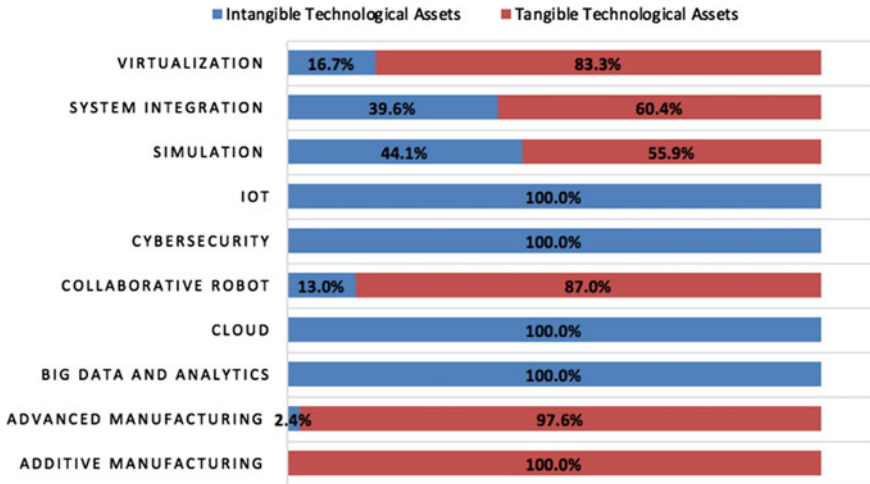 Intangible Technological Assets Tangible Technological Assets
VIRTUALIZATION 16.7% 83.3%
SYSTEM INTEGRATION 39.6% 60.4%
SIMULATION 44.1% 55.9%
IOT 100.0%
CYBERSECURITY 100.0%
COLLABORATIVE ROBOT 13.0% 87.0%
CLOUD 100.0%
BIG DATA AND ANALYTICS 100.0%
ADVANCED MANUFACTURING 2.4% 97.6%
ADDITIVE MANUFACTURING 100.0%